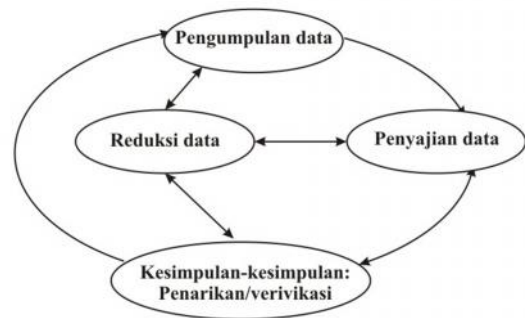 Pengumpulan data
Reduksi data
Penyajian data
Kesimpulan-kesimpulan:
Penarikan/verivikasi